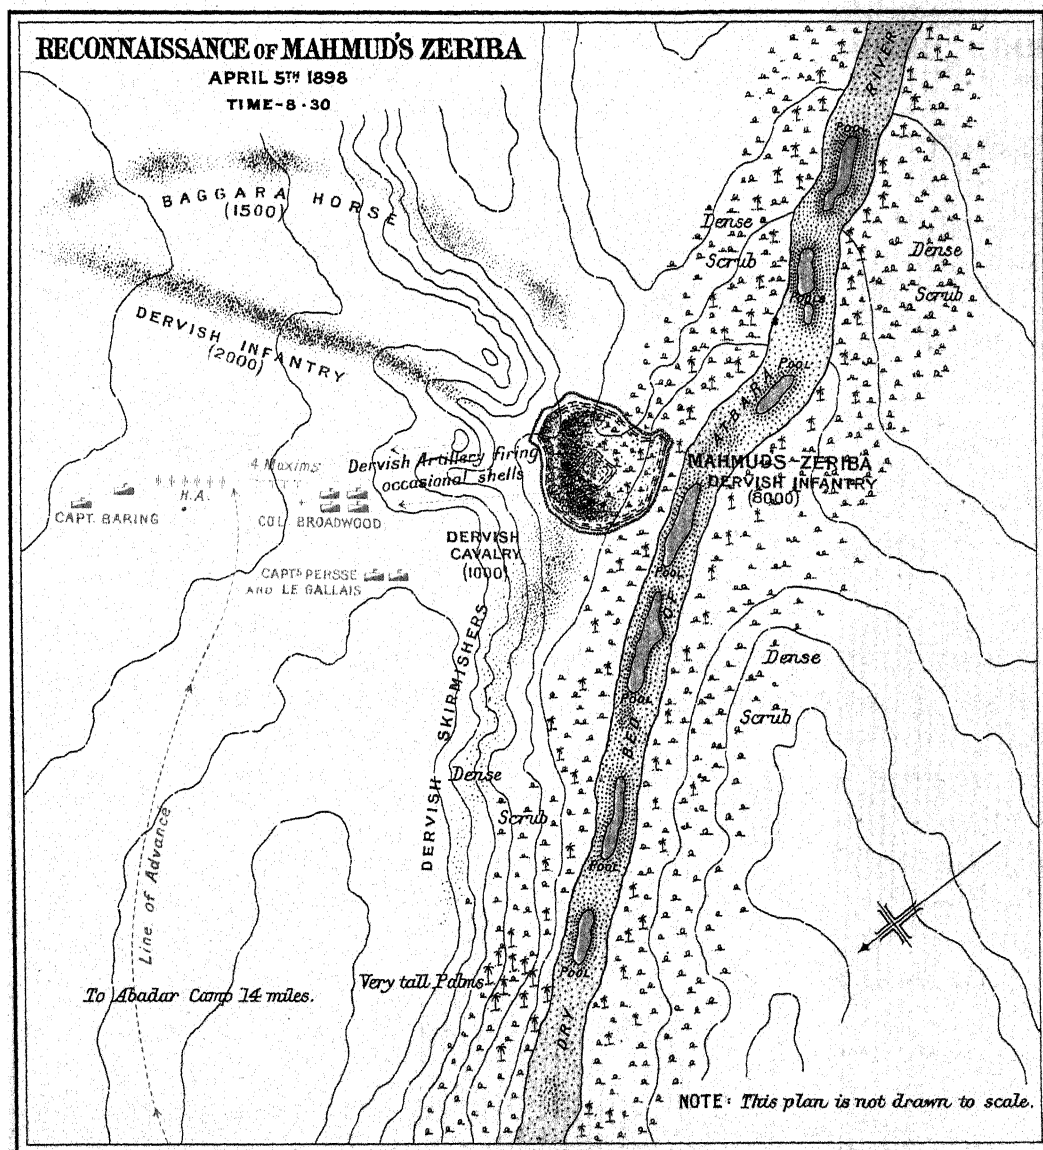 RECONNAISSANCE OF MAHMUD'S ZERIBA
APRIL 5TH 1898
TIME-8·30
RIVER
POOL
BAGGARA HORSE
(1500)
Dense
Scrub
Dense
Scrub
POOLS
DERVISH INFANTRY
(2000)
POOL
ATBARA
4 Maxims
H.A.
Dervish Artillery firing
occasional shells
MAHMUDS ZERIBA
DERVISH INFANTRY
(8000)
CAPT. BARING
COL. BROADWOOD
DERVISH
CAVALRY
(1000)
CAPTS PERSSE
AND LE GALLAIS
POOL
OF
DERVISH SKIRMISHERS
Dense
Scrub
POOL
BED
Dense
Scrub
POOL
Line of Advance
To Abadar Camp 14 miles.
Very tall Palms
POOL
DRY
NOTE: This plan is not drawn to scale.